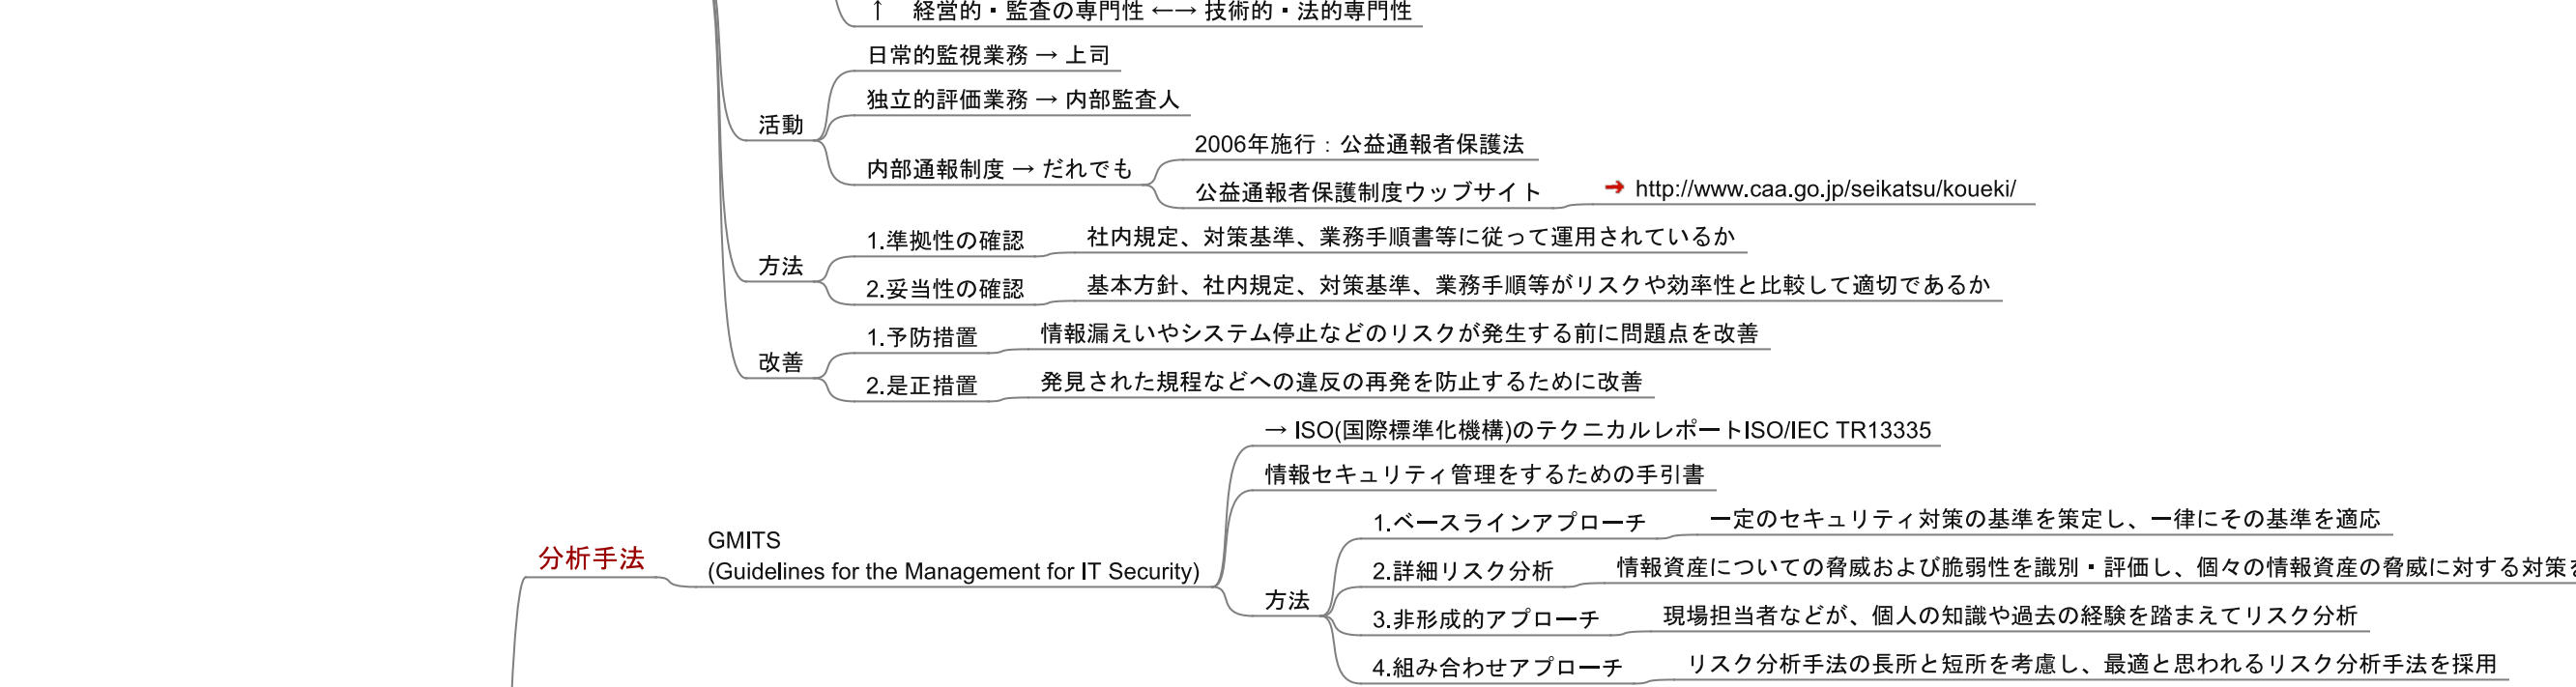 ↑　経営的・監査の専門性 ←→ 技術的・法的専門性
日常的監視業務 → 上司
独立的評価業務 → 内部監査人
活動
2006年施行：公益通報者保護法
内部通報制度 → だれでも
公益通報者保護制度ウッブサイト
➜ http://www.caa.go.jp/seikatsu/koueki/
1.準拠性の確認
社内規定、対策基準、業務手順書等に従って運用されているか
方法
2.妥当性の確認
基本方針、社内規定、対策基準、業務手順等がリスクや効率性と比較して適切であるか
1.予防措置
情報漏えいやシステム停止などのリスクが発生する前に問題点を改善
改善
2.是正措置
発見された規程などへの違反の再発を防止するために改善
→ ISO(国際標準化機構)のテクニカルレポートISO/IEC TR13335
情報セキュリティ管理をするための手引書
分析手法
GMITS
(Guidelines for the Management for IT Security)
方法
1.ベースラインアプローチ
一定のセキュリティ対策の基準を策定し、一律にその基準を適応
2.詳細リスク分析
情報資産についての脅威および脆弱性を識別・評価し、個々の情報資産の脅威に対する対策
3.非形成的アプローチ
現場担当者などが、個人の知識や過去の経験を踏まえてリスク分析
4.組み合わせアプローチ
リスク分析手法の長所と短所を考慮し、最適と思われるリスク分析手法を採用